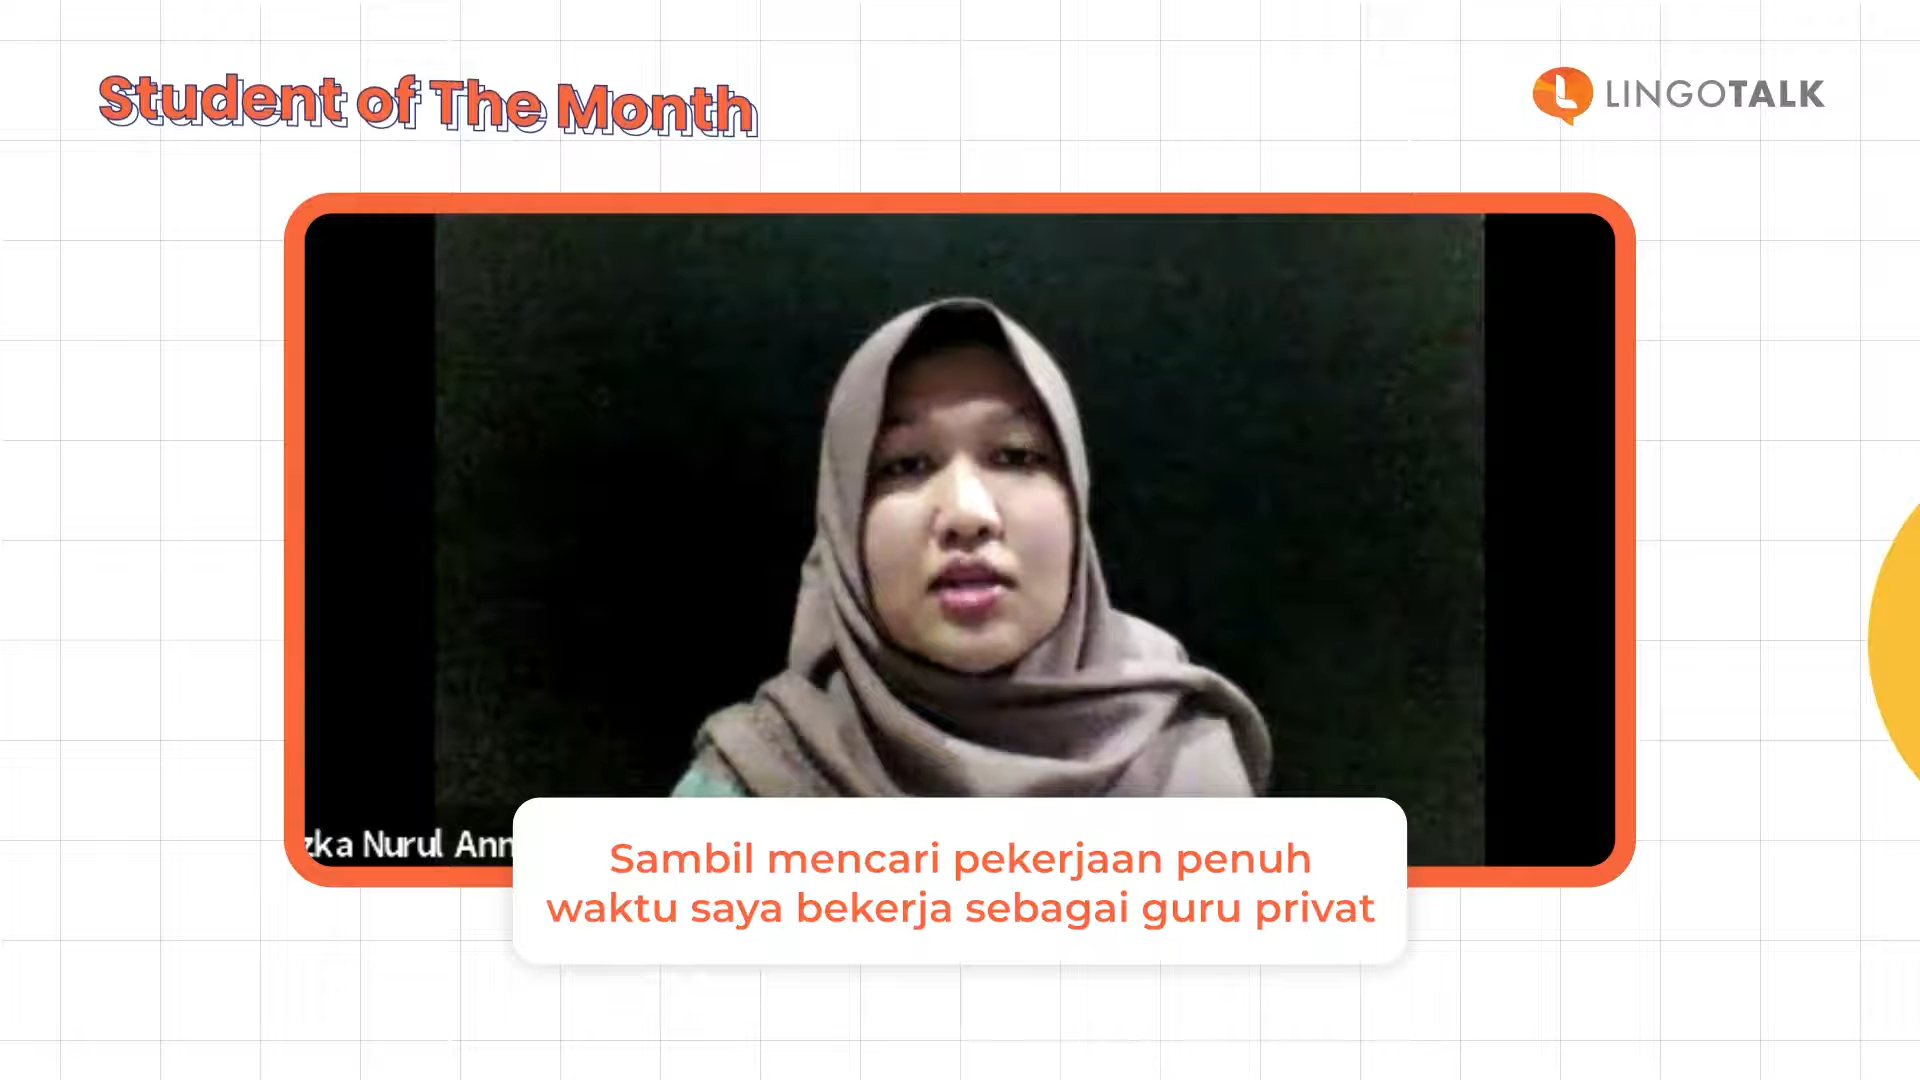 Student of The Month
LINGOTALK
Nurul
Sambil mencari pekerjaan penuh
waktu saya bekerja sebagai guru privat